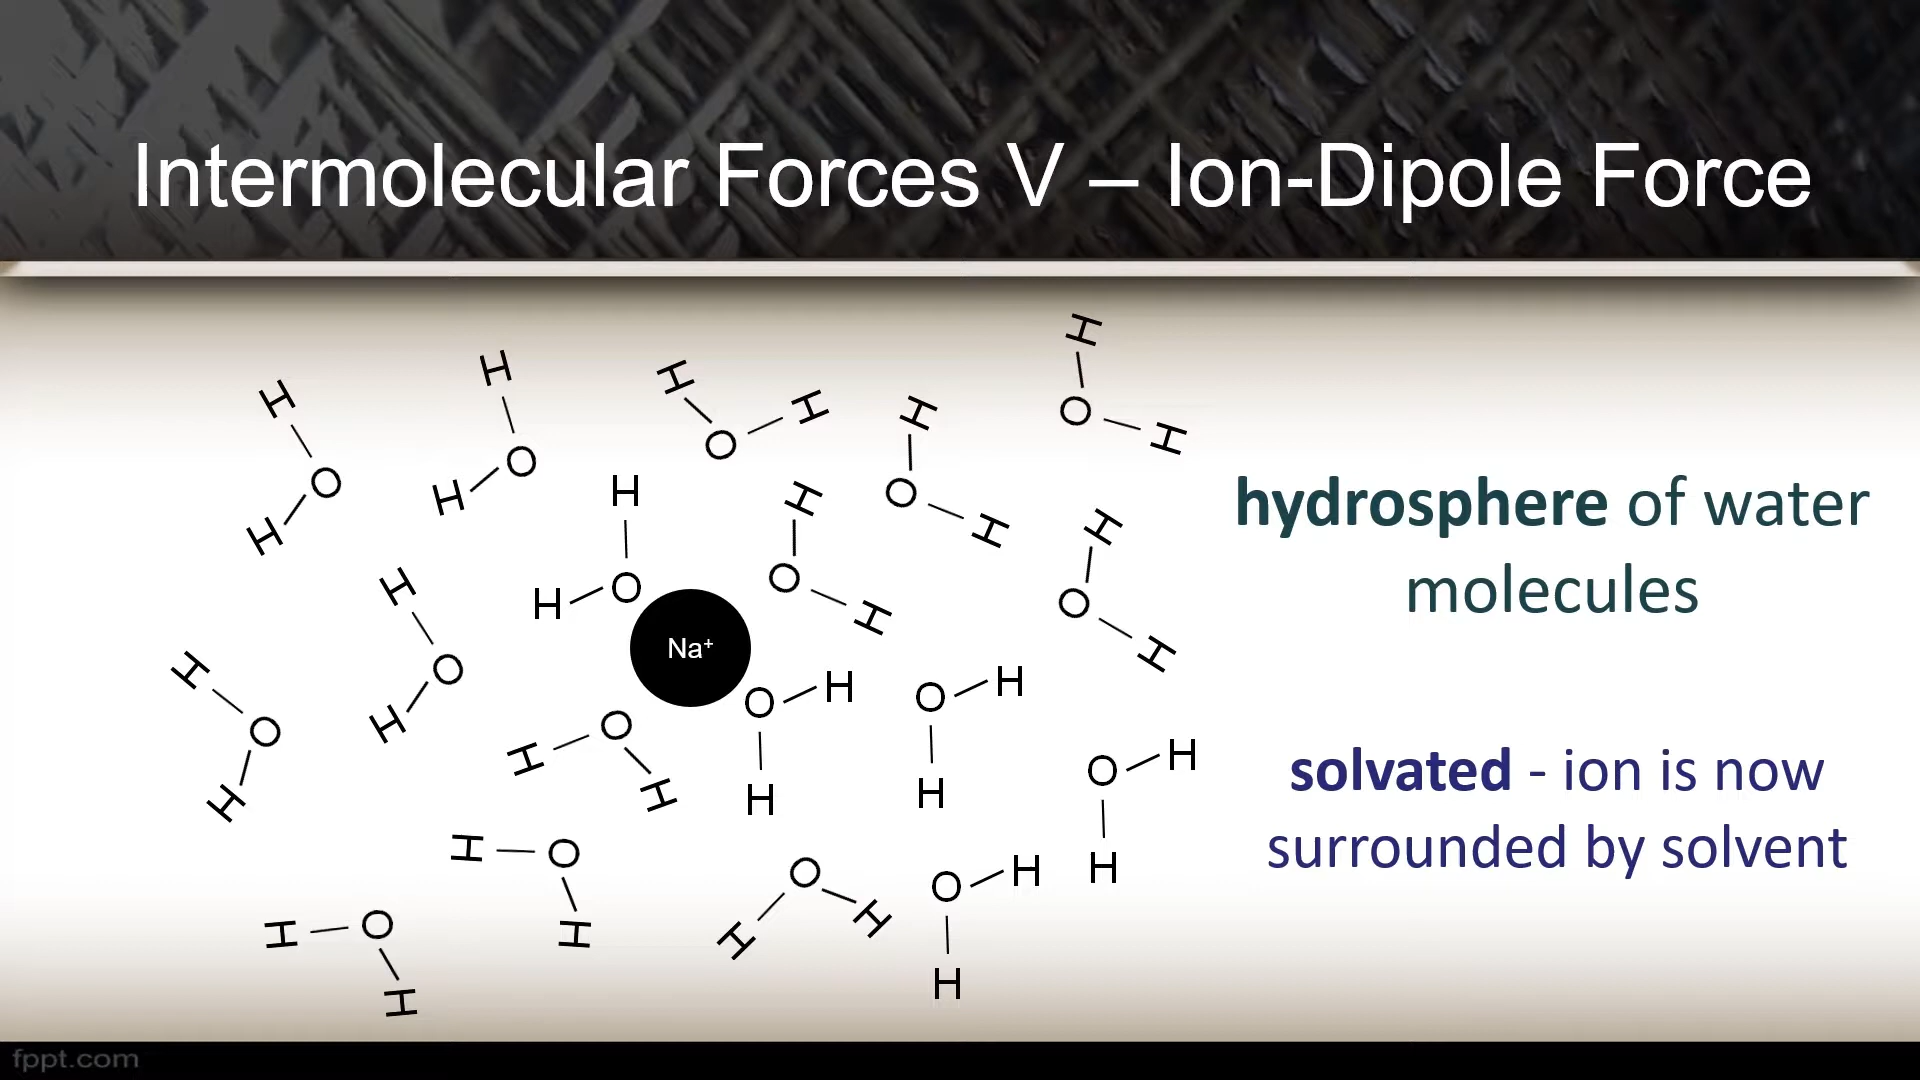 Intermolecular Forces V – Ion-Dipole Force
H
H
H
H
H
O
H
H
O
H
O
O
H
O
H
H
H
H
H
H
H
O
O
H
H
O
H
O
H
Na⁺
H
H
O
H
H
O
O
H
H
O
O
H
H
O
H
H
H
H
H
H
O
O
H
O
H
O
H
H
O
H
H
H
H
H
hydrosphere of water
molecules
solvated - ion is now
surrounded by solvent
fppt.com